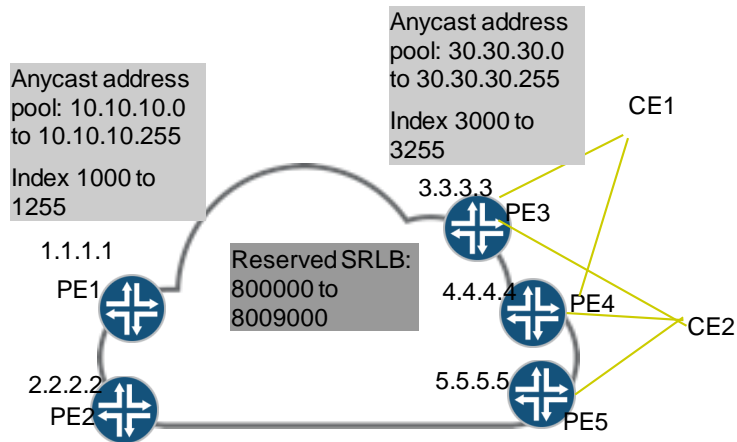 Anycast address
pool: 30.30.30.0
to 30.30.30.255
Index 3000 to
3255
Anycast address
pool: 10.10.10.0
to 10.10.10.255
Index 1000 to
1255
CE1
3.3.3.3
PE3
1.1.1.1
PE1
Reserved SRLB:
800000 to
8009000
4.4.4.4
PE4
CE2
2.2.2.2
PE2
5.5.5.5
PE5